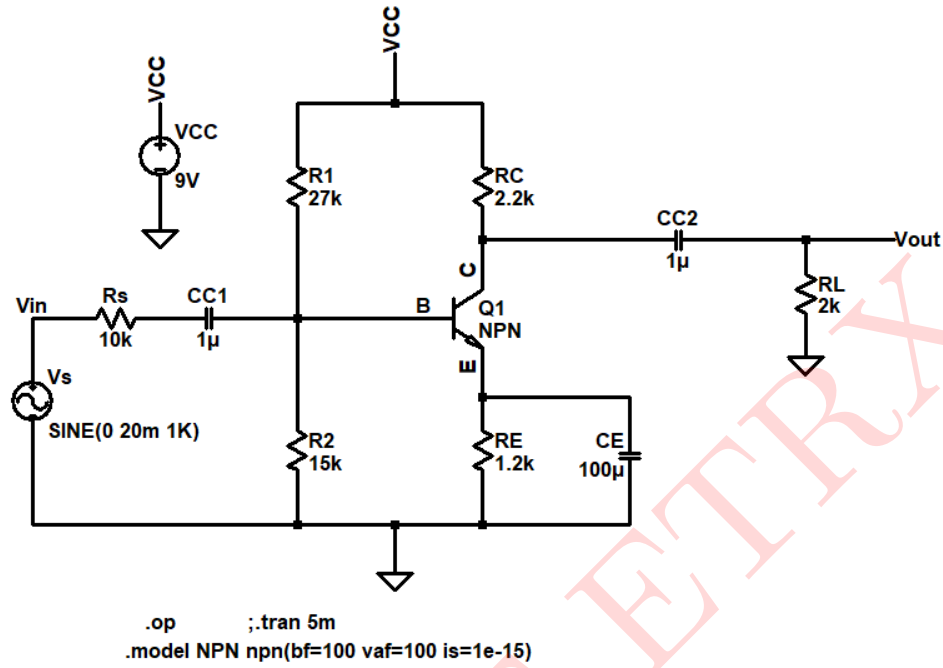 VCC
VCC
VCC
9V
R1
27k
RC
2.2k
CC2
1µ
Vout
RL
2k
C
B
Q1
NPN
E
Vin
Rs
10k
CC1
1µ
Vs
SINE(0 20m 1K)
R2
15k
RE
1.2k
CE
100µ
.op ;.tran 5m
.model NPN npn(bf=100 vaf=100 is=1e-15)
ETRX